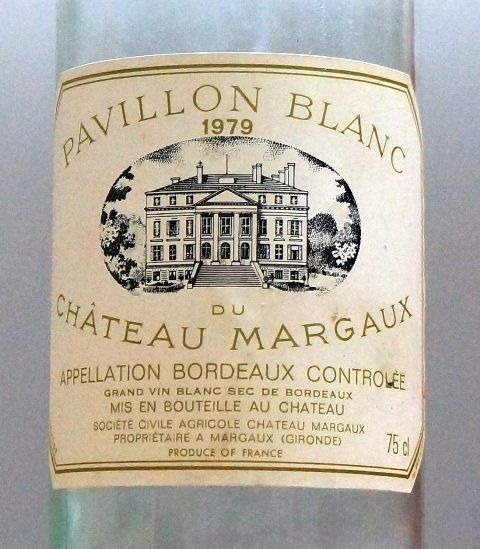 PAVILLON BLANC
1979
DU
CHÂTEAU MARGAUX
APPELLATION BORDEAUX CONTROLÉE
GRAND VIN BLANC SEC DE BORDEAUX
MIS EN BOUTEILLE AU CHATEAU
SOCIÉTÉ CIVILE AGRICOLE CHATEAU MARGAUX
PROPRIÉTAIRE A MARGAUX (GIRONDE)
75 cl
PRODUCE OF FRANCE